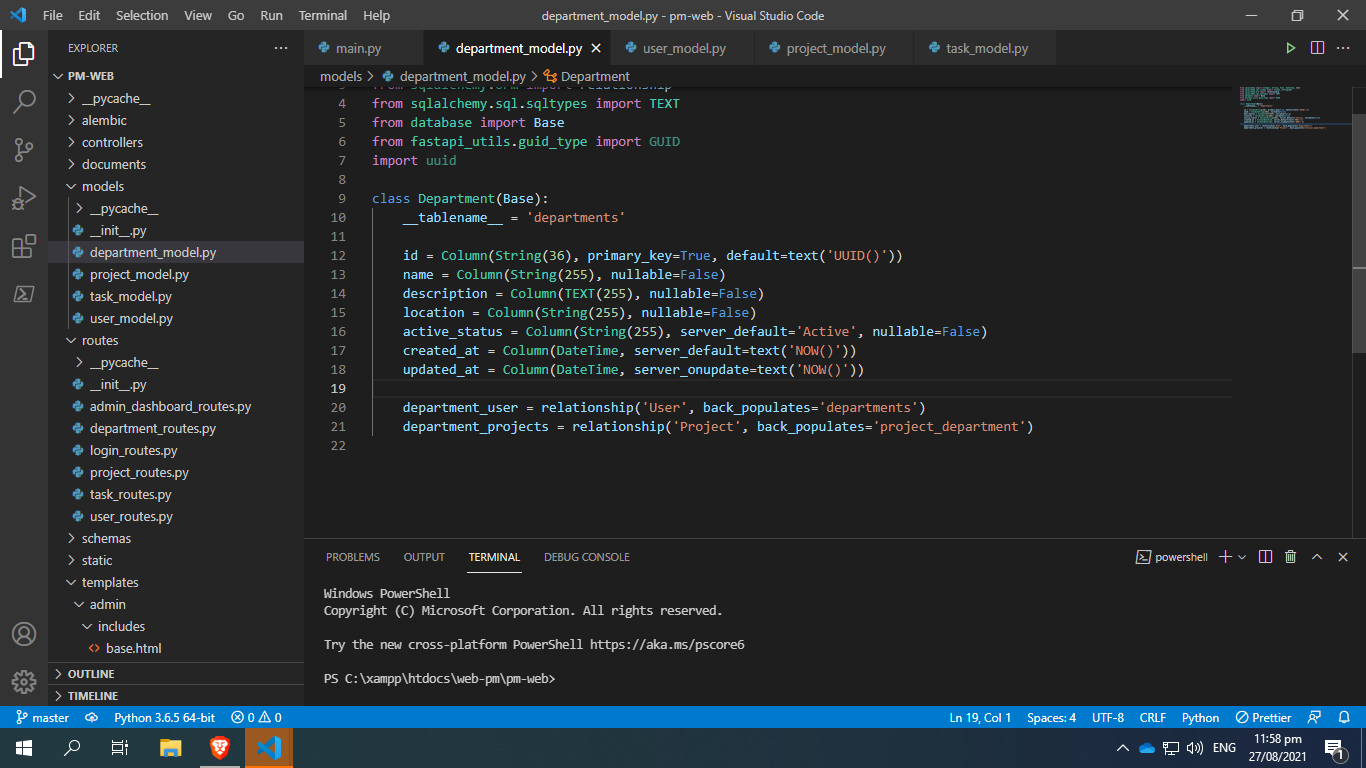 File Edit Selection View Go Run Terminal Help
department_model.py - pm-web - Visual Studio Code
EXPLORER
PM-WEB
__pycache__
alembic
controllers
documents
models
__pycache__
__init__.py
department_model.py
project_model.py
task_model.py
user_model.py
routes
__pycache__
__init__.py
admin_dashboard_routes.py
department_routes.py
login_routes.py
project_routes.py
task_routes.py
user_routes.py
schemas
static
templates
admin
includes
base.html
OUTLINE
TIMELINE
main.py department_model.py user_model.py project_model.py task_model.py
models > department_model.py > Department
3 from sqlalchemy.orm import relationship
4 from sqlalchemy.sql.sqltypes import TEXT
5 from database import Base
6 from fastapi_utils.guid_type import GUID
7 import uuid
8
9 class Department(Base):
10 __tablename__ = 'departments'
11
12 id = Column(String(36), primary_key=True, default=text('UUID()'))
13 name = Column(String(255), nullable=False)
14 description = Column(TEXT(255), nullable=False)
15 location = Column(String(255), nullable=False)
16 active_status = Column(String(255), server_default='Active', nullable=False)
17 created_at = Column(DateTime, server_default=text('NOW()'))
18 updated_at = Column(DateTime, server_onupdate=text('NOW()'))
19
20 department_user = relationship('User', back_populates='departments')
21 department_projects = relationship('Project', back_populates='project_department')
22
PROBLEMS OUTPUT TERMINAL DEBUG CONSOLE
powershell
Windows PowerShell
Copyright (C) Microsoft Corporation. All rights reserved.
Try the new cross-platform PowerShell https://aka.ms/pscore6
PS C:\xampp\htdocs\web-pm\pm-web>
master Python 3.6.5 64-bit 0 0 Ln 19, Col 1 Spaces: 4 UTF-8 CRLF Python Prettier
ENG
11:58 pm
27/08/2021
1